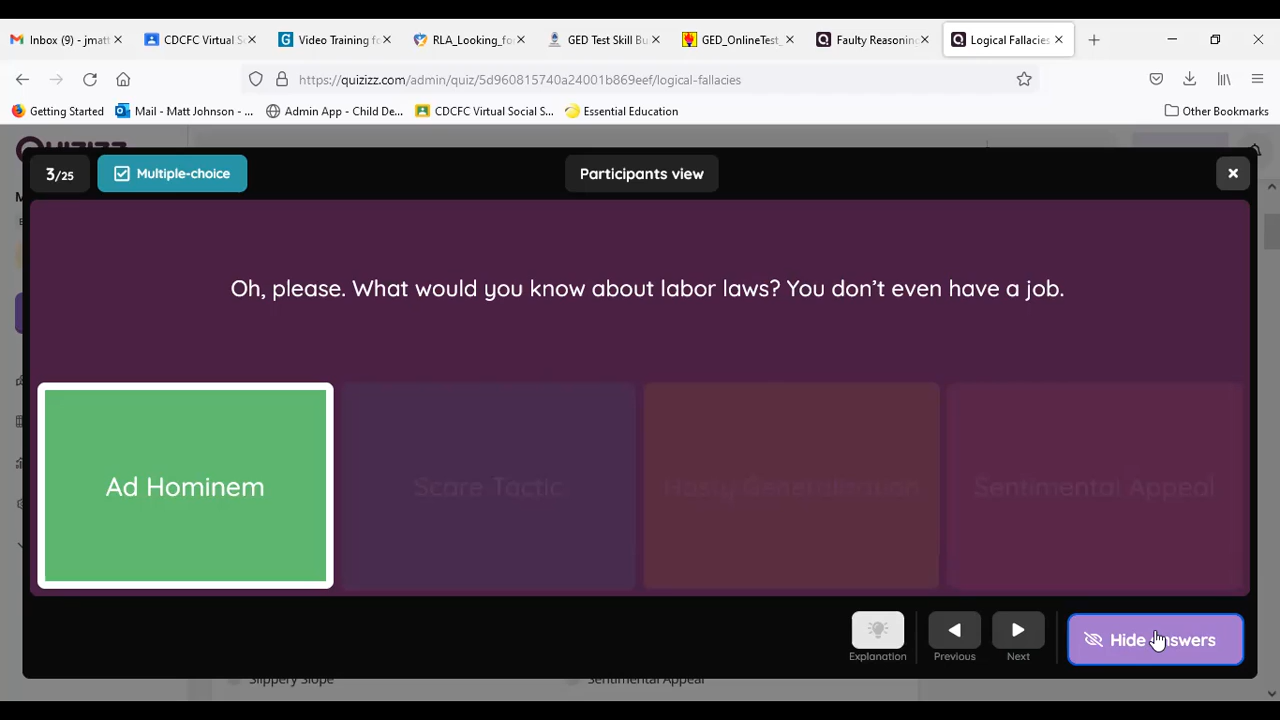 Inbox (9) - jmatt
CDCFC Virtual S
Video Training fo
RLA_Looking_fo
GED Test Skill Bu
GED_OnlineTest_
Faulty Reasonin
Logical Fallacies
https://quizizz.com/admin/quiz/5d960815740a24001b869eef/logical-fallacies
Getting Started
Mail - Matt Johnson - ...
Admin App - Child De...
CDCFC Virtual Social S...
Essential Education
Other Bookmarks
3/25
Multiple-choice
Participants view
Oh, please. What would you know about labor laws? You don't even have a job.
Ad Hominem
Scare Tactic
Hasty Generalization
Sentimental Appeal
Explanation
Previous
Next
Hide answers
Slippery Slope
Sentimental Appeal